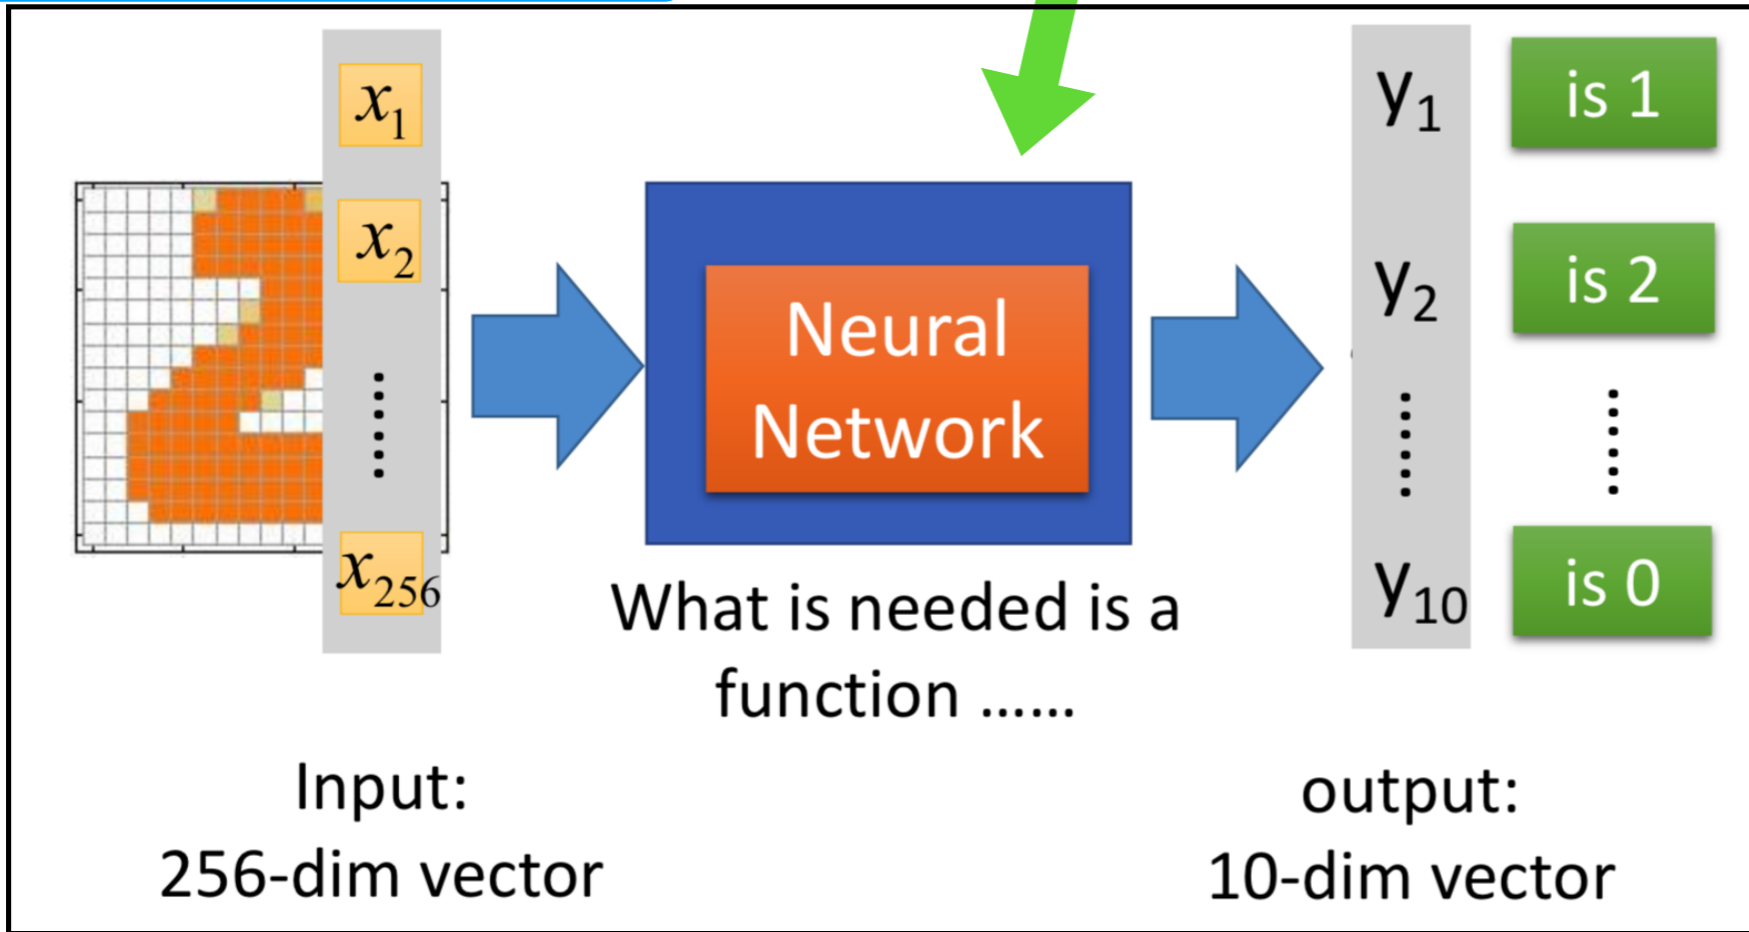 x1
x2
x256
Neural
Network
What is needed is a
function ......
Input:
256-dim vector
y1
is 1
y2
is 2
y10
is 0
output:
10-dim vector